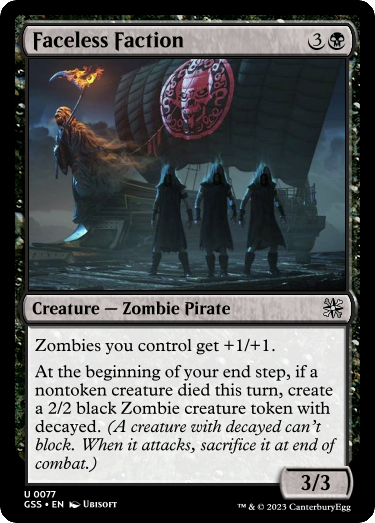 Faceless Faction 3
Creature — Zombie Pirate
Zombies you control get +1/+1.
At the beginning of your end step, if a
nontoken creature died this turn, create
a 2/2 black Zombie creature token with
decayed. (A creature with decayed can't
block. When it attacks, sacrifice it at end of
combat.)
3/3
U 0077
GSS • EN Ubisoft
™ & © 2023 CanterburyEgg